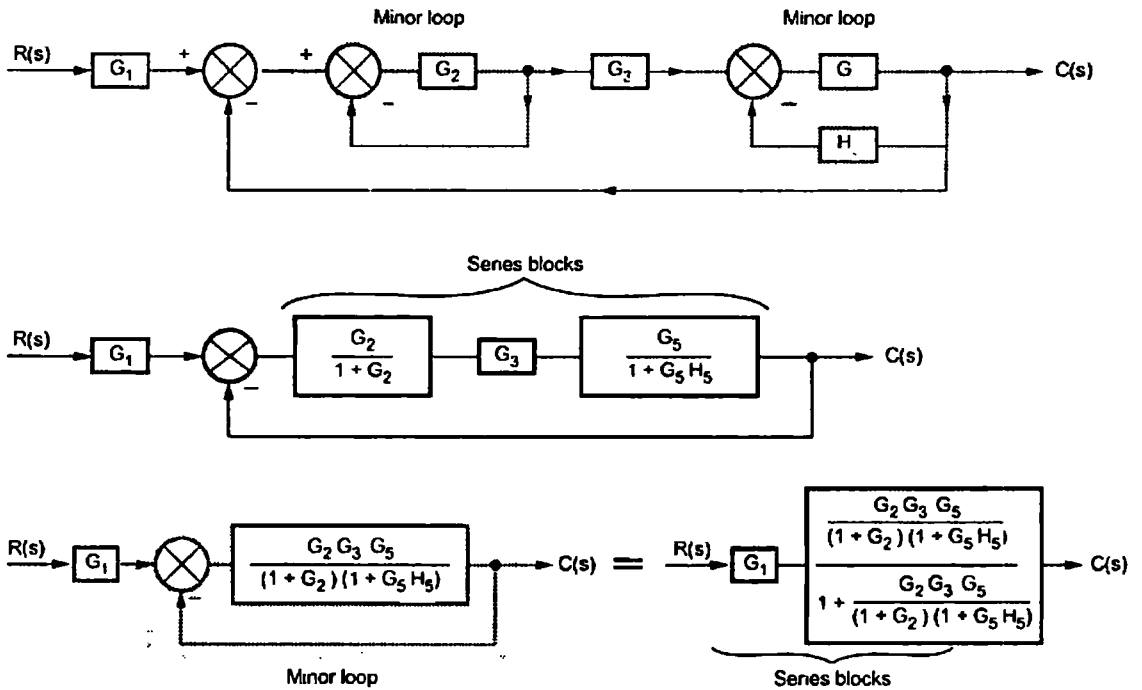 Minor loop Minor loop
R(s) G1 + − + − G2 G3 − G C(s)
H
Senes blocks
R(s) G1 − G2 / 1 + G2 G3 G5 / 1 + G5 H5 C(s)
R(s) G1 − G2 G3 G5 / (1 + G2) (1 + G5 H5) C(s) = R(s) G1 G2 G3 G5 / (1 + G2) (1 + G5 H5) / 1 + G2 G3 G5 / (1 + G2) (1 + G5 H5) C(s)
Minor loop Senes blocks